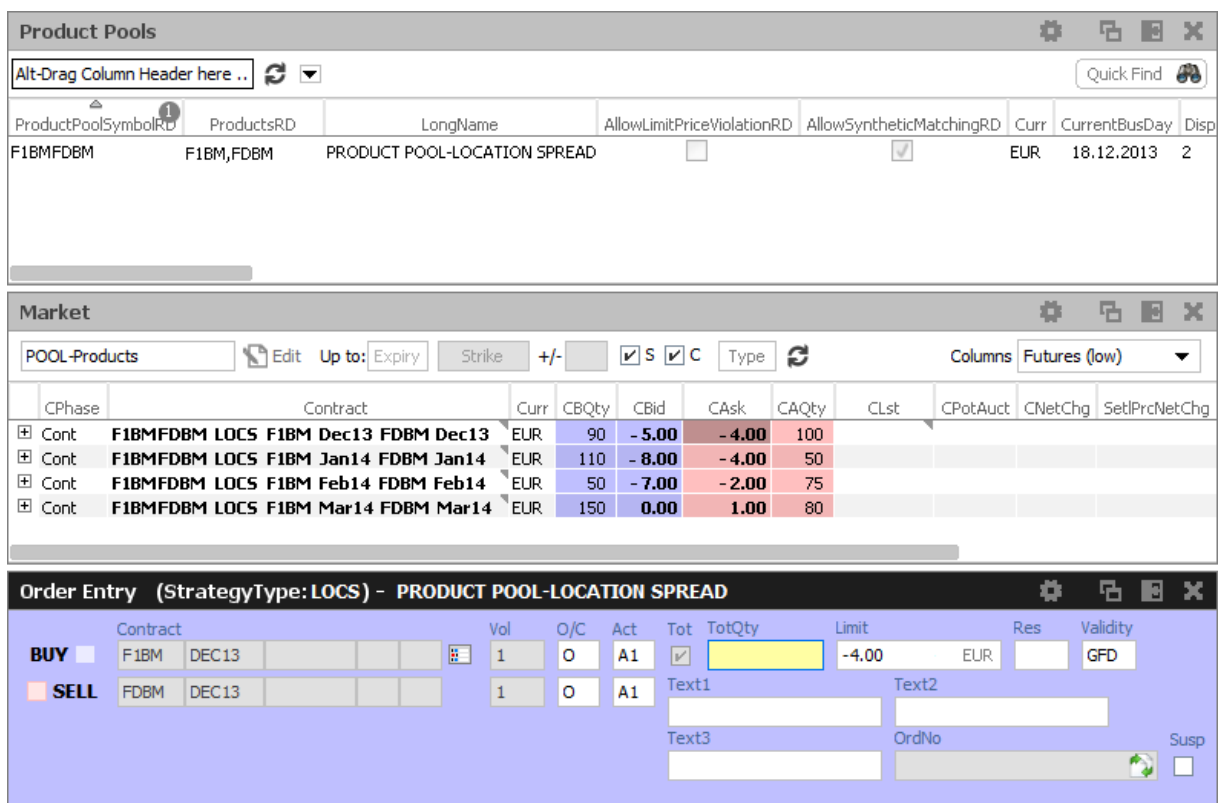 Product Pools
Alt-Drag Column Header here .. Quick Find
1
ProductPoolSymbolRD ProductsRD LongName AllowLimitPriceViolationRD AllowSyntheticMatchingRD Curr CurrentBusDay Disp
F1BMFDBM F1BM,FDBM PRODUCT POOL-LOCATION SPREAD EUR 18.12.2013 2
Market
POOL-Products Edit Up to: Expiry Strike +/- S C Type Columns Futures (low)
CPhase Contract Curr CBQty CBid CAsk CAQty CLst CPotAuct CNetChg SetlPrcNetChg
Cont F1BMFDBM LOCS F1BM Dec13 FDBM Dec13 EUR 90 -5.00 -4.00 100
Cont F1BMFDBM LOCS F1BM Jan14 FDBM Jan14 EUR 110 -8.00 -4.00 50
Cont F1BMFDBM LOCS F1BM Feb14 FDBM Feb14 EUR 50 -7.00 -2.00 75
Cont F1BMFDBM LOCS F1BM Mar14 FDBM Mar14 EUR 150 0.00 1.00 80
Order Entry (StrategyType: LOCS) - PRODUCT POOL-LOCATION SPREAD
Contract Vol O/C Act Tot TotQty Limit Res Validity
BUY F1BM DEC13 1 O A1 -4.00 EUR GFD
SELL FDBM DEC13 1 O A1 Text1 Text2
Text3 OrdNo Susp